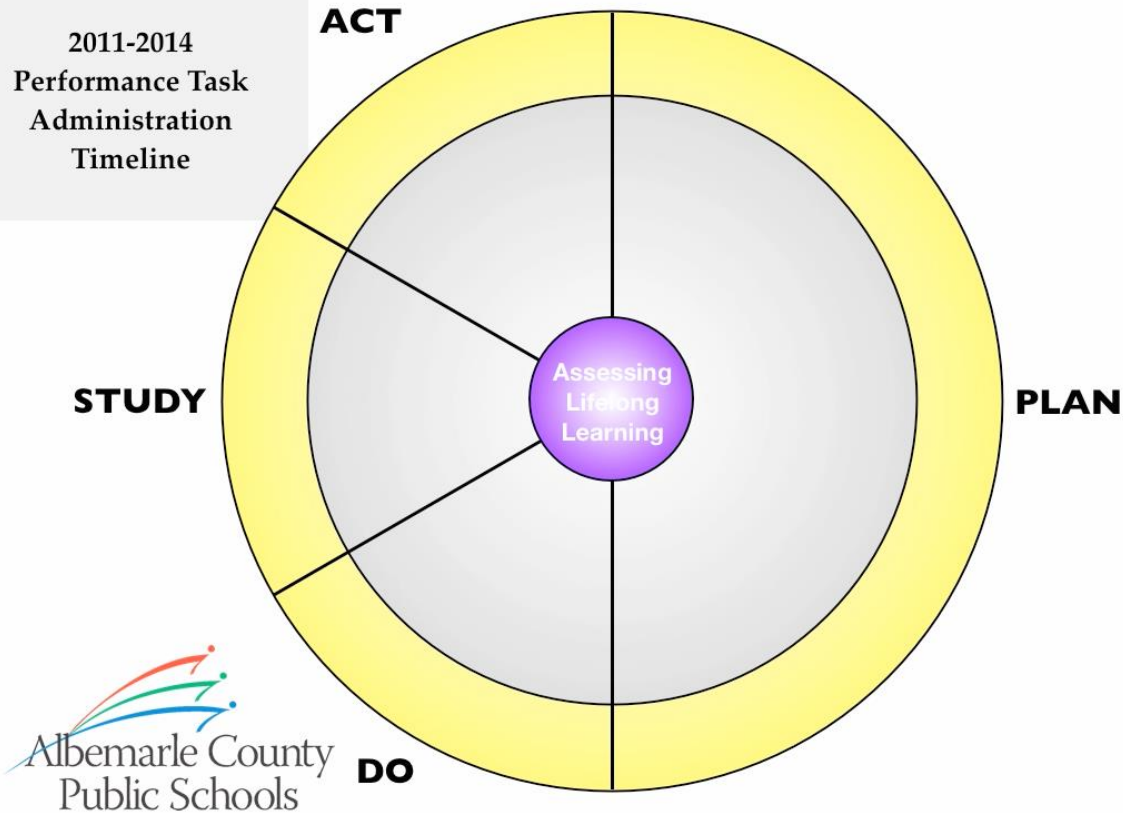 2011-2014
Performance Task
Administration
Timeline
ACT
STUDY
Assessing
Lifelong
Learning
PLAN
DO
Albemarle County
Public Schools